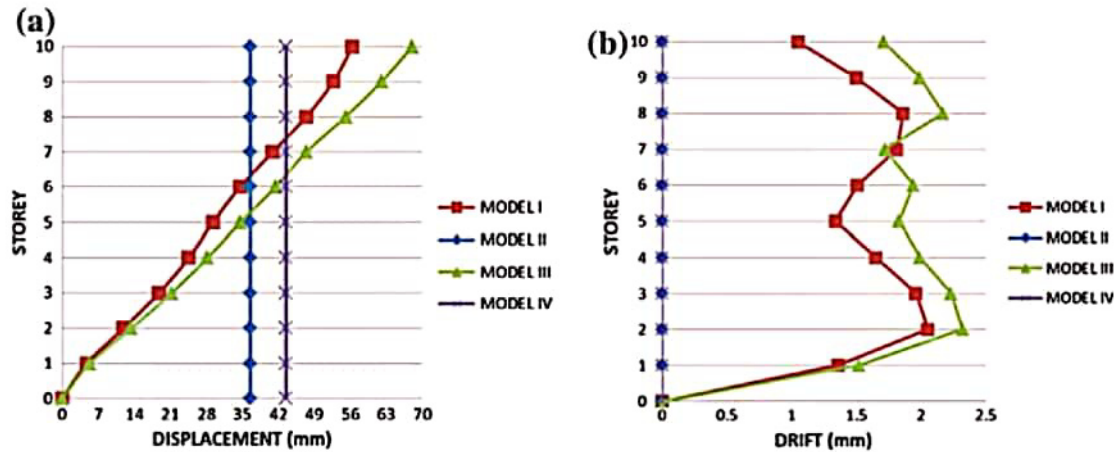 (a)
10
9
8
7
6
5
4
3
2
1
0
STOREY
0 7 14 21 28 35 42 49 56 63 70
DISPLACEMENT (mm)
MODEL I
MODEL II
MODEL III
MODEL IV
(b)
10
9
8
7
6
5
4
3
2
1
0
STOREY
0 0.5 1 1.5 2 2.5
DRIFT (mm)
MODEL I
MODEL II
MODEL III
MODEL IV